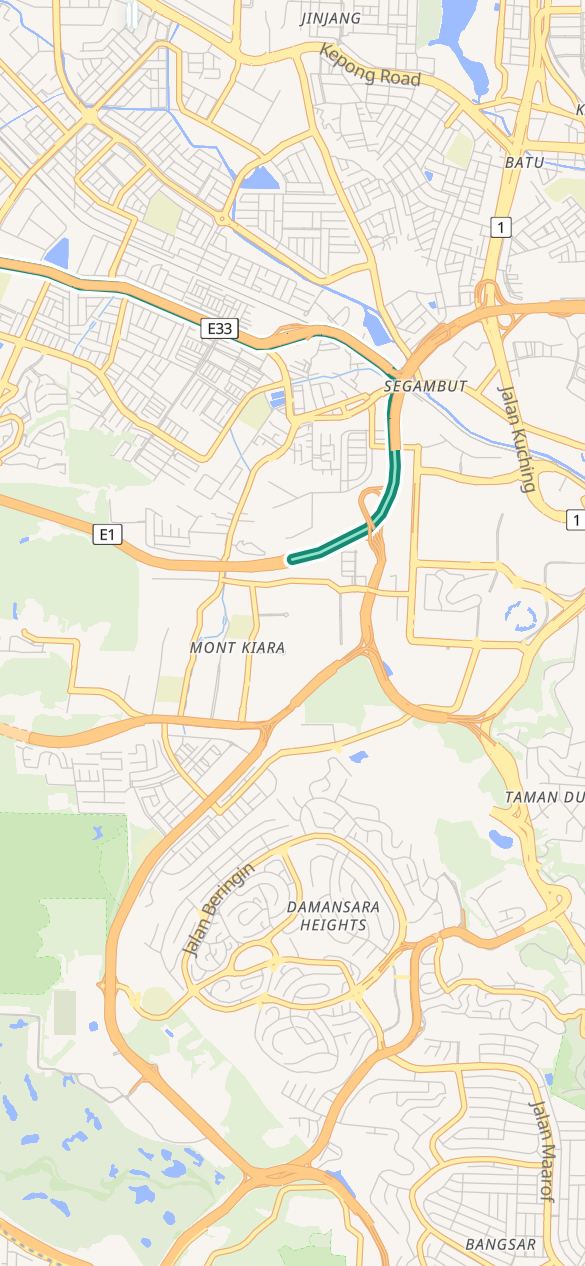 JINJANG
Kepong Road
K
BATU
1
E33
SEGAMBUT
Jalan Kuching
1
E1
MONT KIARA
TAMAN DU
Jalan Beringin
DAMANSARA
HEIGHTS
Jalan Maarof
BANGSAR